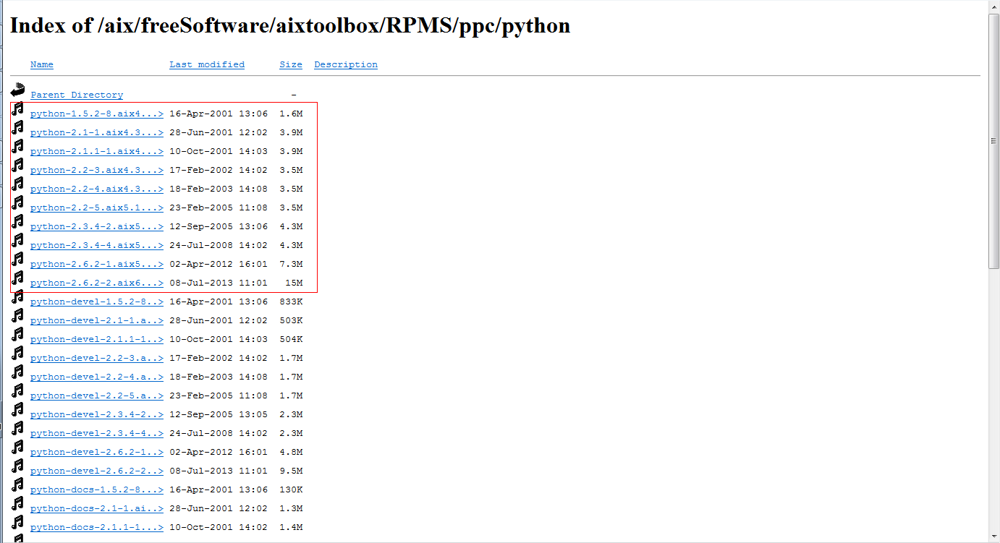 Index of /aix/freeSoftware/aixtoolbox/RPMS/ppc/python
Name Last modified Size Description
Parent Directory -
python-1.5.2-8.aix4...> 16-Apr-2001 13:06 1.6M
python-2.1-1.aix4.3...> 28-Jun-2001 12:02 3.9M
python-2.1.1-1.aix4...> 10-Oct-2001 14:03 3.9M
python-2.2-3.aix4.3...> 17-Feb-2002 14:02 3.5M
python-2.2-4.aix4.3...> 18-Feb-2003 14:08 3.5M
python-2.2-5.aix5.1...> 23-Feb-2005 11:08 3.5M
python-2.3.4-2.aix5...> 12-Sep-2005 13:06 4.3M
python-2.3.4-4.aix5...> 24-Jul-2008 14:02 4.3M
python-2.6.2-1.aix5...> 02-Apr-2012 16:01 7.3M
python-2.6.2-2.aix6...> 08-Jul-2013 11:01 15M
python-devel-1.5.2-8..> 16-Apr-2001 13:06 833K
python-devel-2.1-1.a..> 28-Jun-2001 12:02 503K
python-devel-2.1.1-1..> 10-Oct-2001 14:03 504K
python-devel-2.2-3.a..> 17-Feb-2002 14:02 1.7M
python-devel-2.2-4.a..> 18-Feb-2003 14:08 1.7M
python-devel-2.2-5.a..> 23-Feb-2005 11:08 1.7M
python-devel-2.3.4-2..> 12-Sep-2005 13:05 2.3M
python-devel-2.3.4-4..> 24-Jul-2008 14:02 2.3M
python-devel-2.6.2-1..> 02-Apr-2012 16:01 4.8M
python-devel-2.6.2-2..> 08-Jul-2013 11:01 9.5M
python-docs-1.5.2-8...> 16-Apr-2001 13:06 130K
python-docs-2.1-1.ai..> 28-Jun-2001 12:02 1.3M
python-docs-2.1.1-1...> 10-Oct-2001 14:02 1.4M